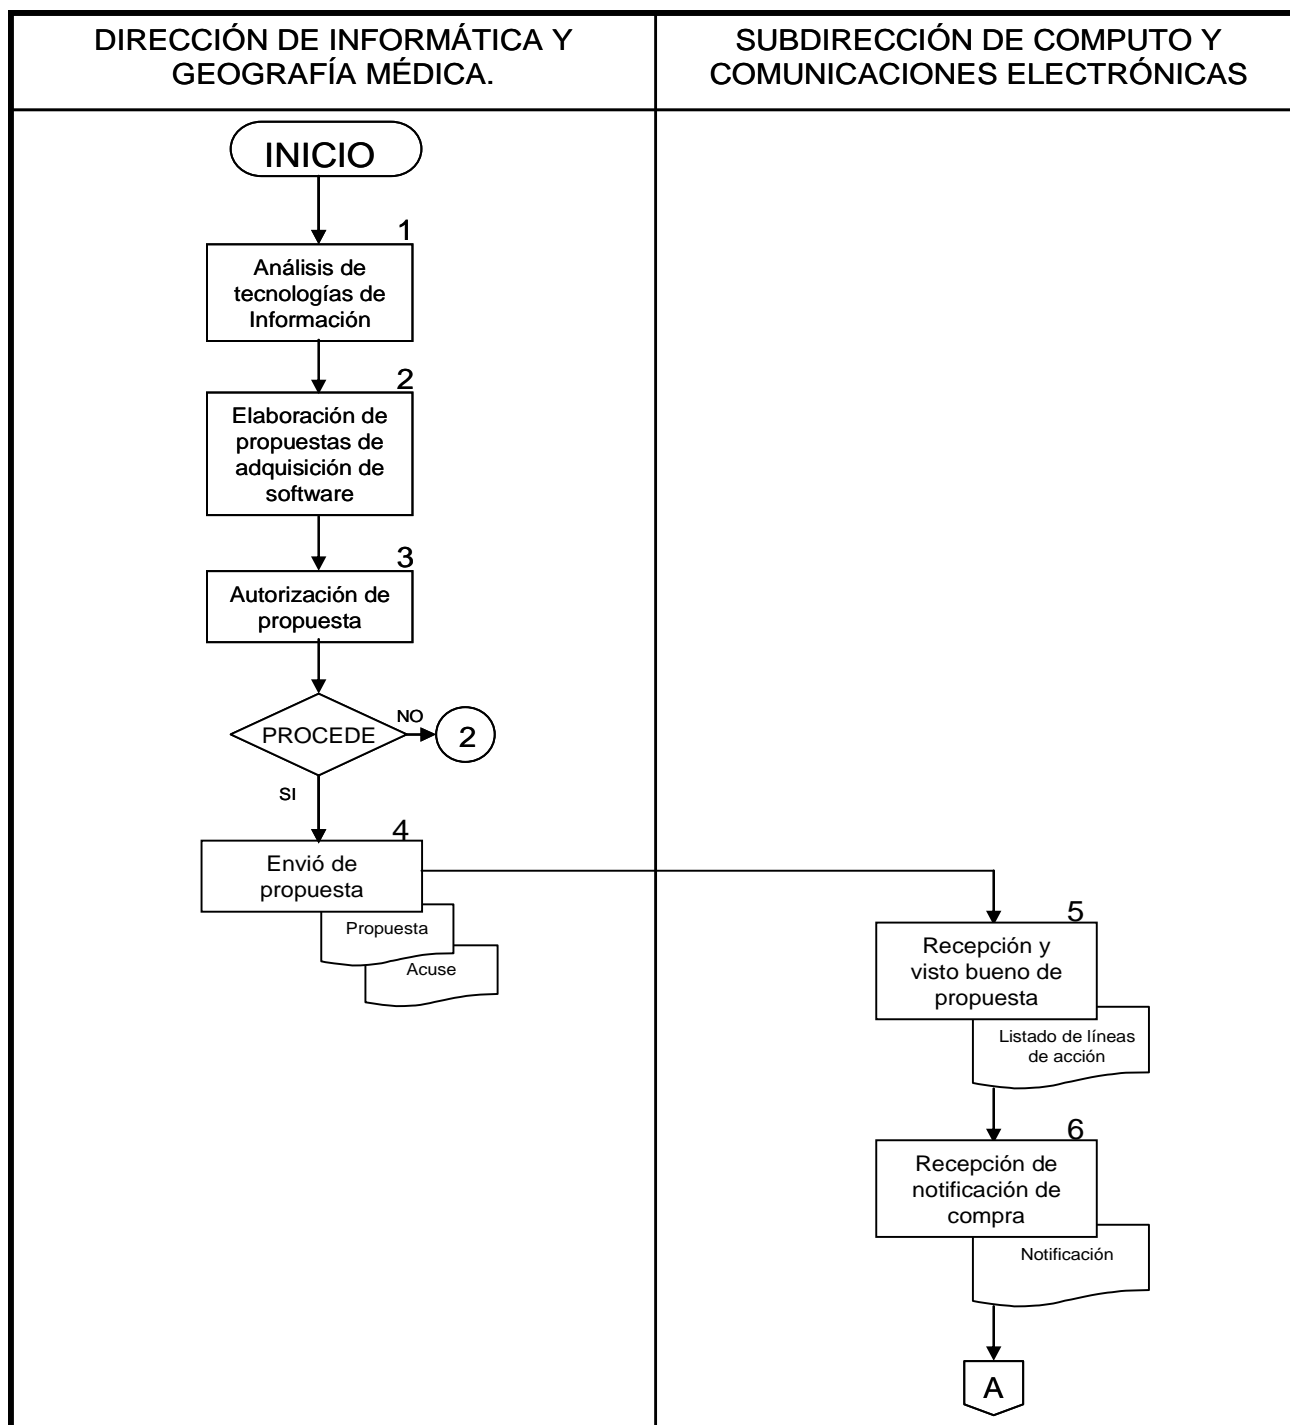 DIRECCIÓN DE INFORMÁTICA Y
GEOGRAFÍA MÉDICA.
SUBDIRECCIÓN DE COMPUTO Y
COMUNICACIONES ELECTRÓNICAS
INICIO
1
Análisis de
tecnologías de
Información
2
Elaboración de
propuestas de
adquisición de
software
3
Autorización de
propuesta
PROCEDE
NO
2
SI
4
Envió de
propuesta
Propuesta
Acuse
5
Recepción y
visto bueno de
propuesta
Listado de líneas
de acción
6
Recepción de
notificación de
compra
Notificación
A